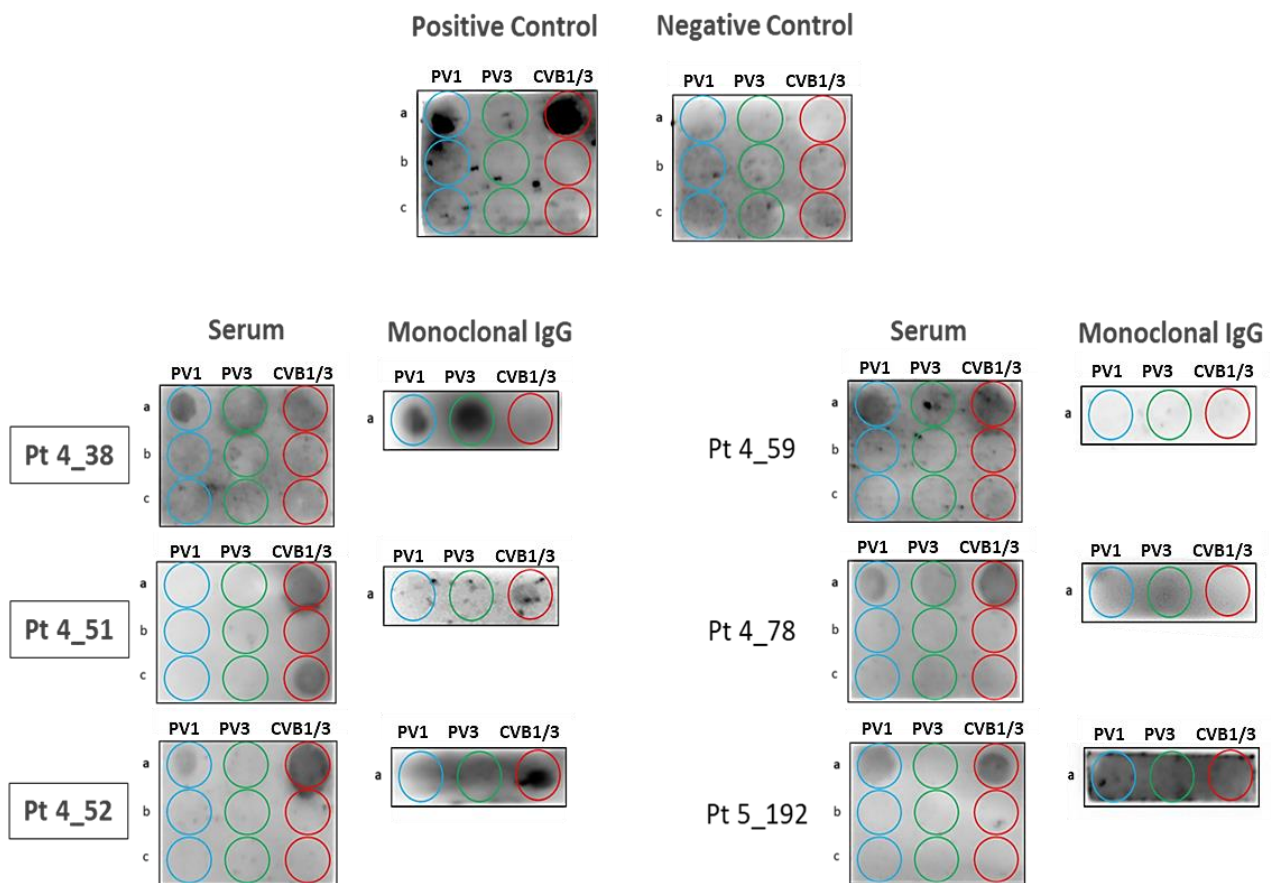 Positive Control Negative Control
PV1 PV3 CVB1/3 PV1 PV3 CVB1/3
a a
b b
c c
Serum Monoclonal IgG Serum Monoclonal IgG
PV1 PV3 CVB1/3 PV1 PV3 CVB1/3 PV1 PV3 CVB1/3 PV1 PV3 CVB1/3
a a a a
Pt 4_38 b Pt 4_59 b
c c
PV1 PV3 CVB1/3 PV1 PV3 CVB1/3 PV1 PV3 CVB1/3 PV1 PV3 CVB1/3
a a a a
Pt 4_51 b Pt 4_78 b
c c
PV1 PV3 CVB1/3 PV1 PV3 CVB1/3 PV1 PV3 CVB1/3 PV1 PV3 CVB1/3
a a a a
Pt 4_52 b Pt 5_192 b
c c